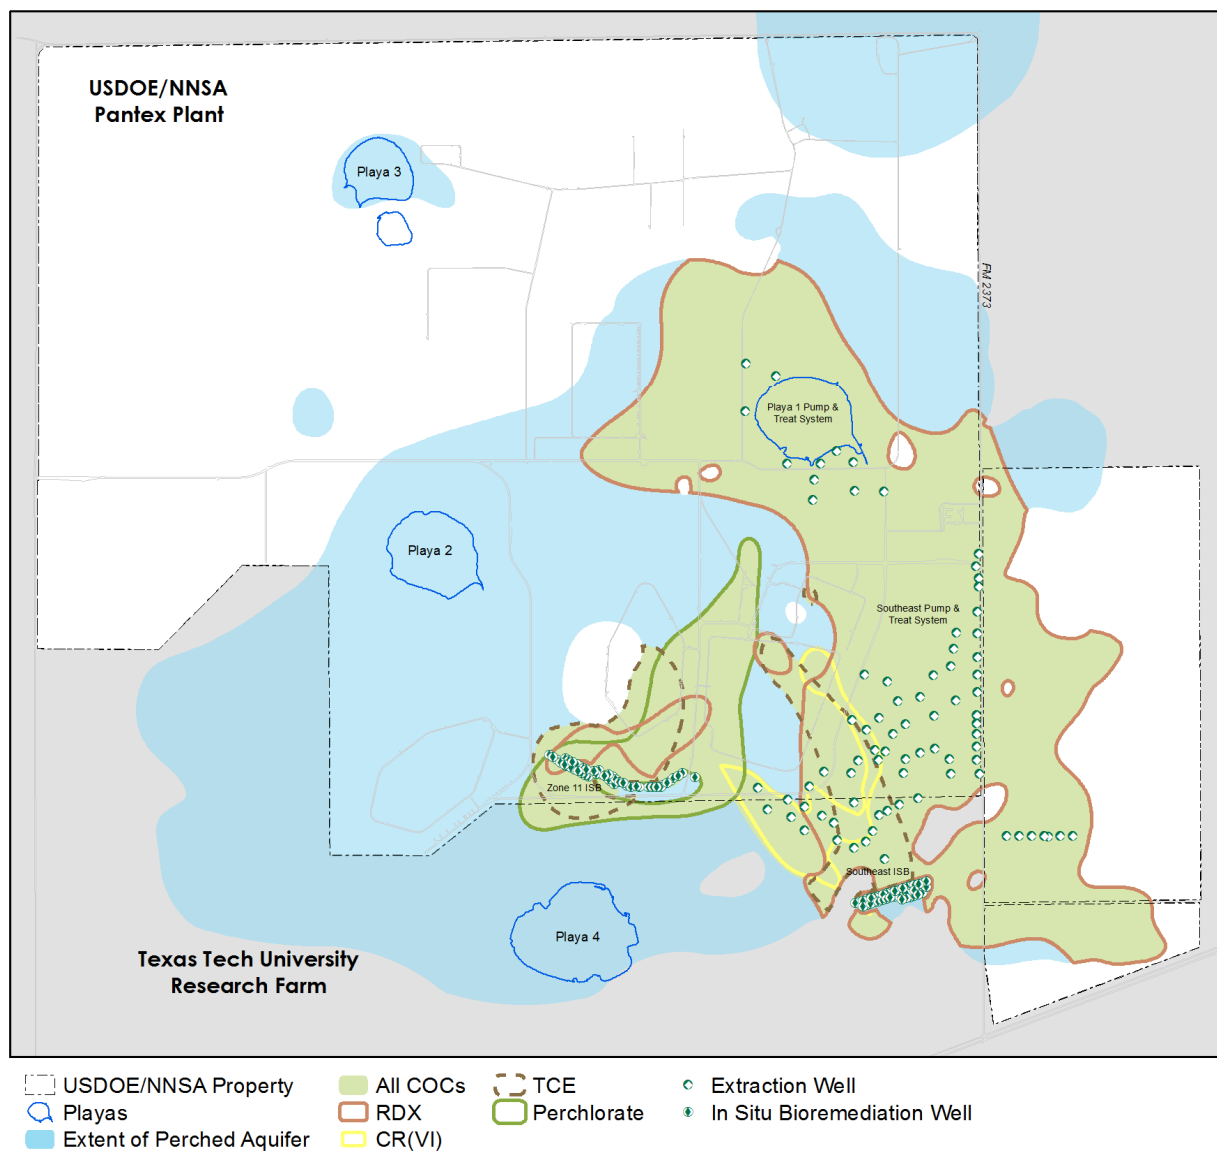 USDOE/NNSA
Pantex Plant
Playa 3
FM 2373
Playa 1 Pump &
Treat System
Playa 2
Southeast Pump &
Treat System
Zone 11 ISB
Southeast ISB
Playa 4
Texas Tech University
Research Farm
USDOE/NNSA Property
Playas
Extent of Perched Aquifer
All COCs
RDX
CR(VI)
TCE
Perchlorate
Extraction Well
In Situ Bioremediation Well